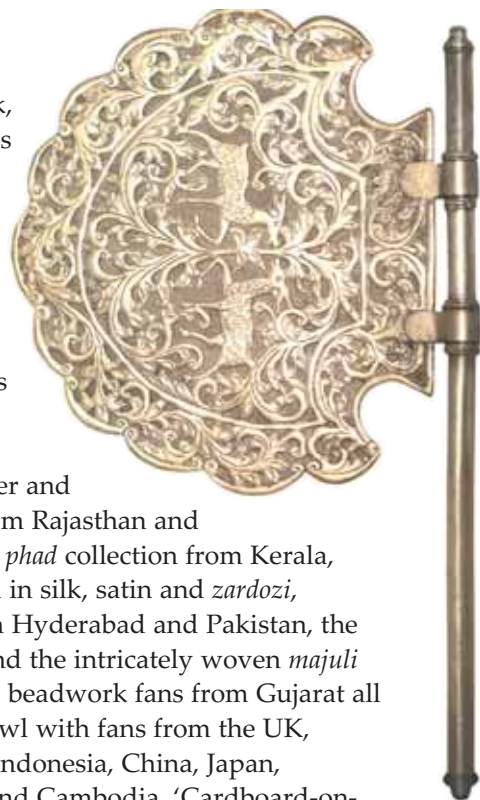 s
s
er and
m Rajasthan and
phad collection from Kerala,
in silk, satin and zardozi,
Hyderabad and Pakistan, the
nd the intricately woven majuli
beadwork fans from Gujarat all
wl with fans from the UK,
ndonesia, China, Japan,
nd Cambodia. ‘Cardboard-on-